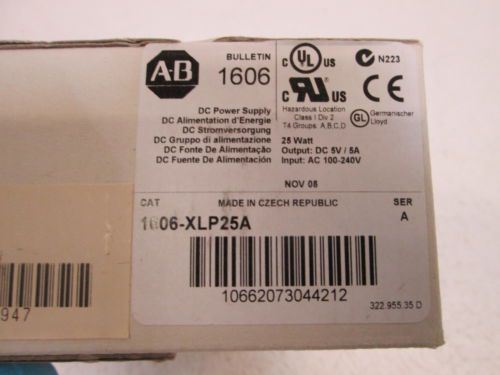 A-B
BULLETIN
1606
DC Power Supply
DC Alimentation d'Energie
DC Stromversorgung
DC Gruppo di alimentazione
DC Fonte De Alimentação
DC Fuente De Alimentación
C UL US
N223
C UR US
CE
Hazardous Location
Class I Div 2
T4 Groups: A,B,C,D
GL
Germanischer
Lloyd
25 Watt
Output: DC 5V / 5A
Input: AC 100-240V
NOV 08
CAT
MADE IN CZECH REPUBLIC
SER
1606-XLP25A
A
10662073044212
322.955.35 D
947